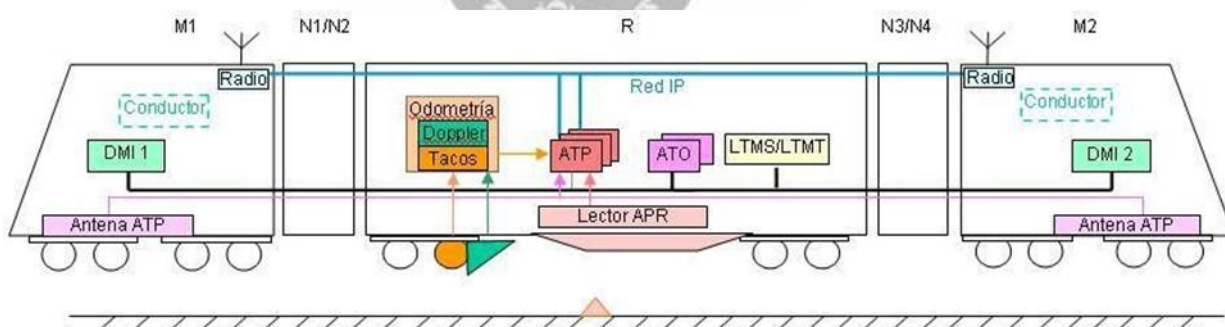 M1
N1/N2
R
N3/N4
M2
Radio
Red IP
Radio
Conductor
Conductor
Odometría
Doppler
Tacos
DMI 1
ATP
ATO
LTMS/LTMT
DMI 2
Lector APR
Antena ATP
Antena ATP